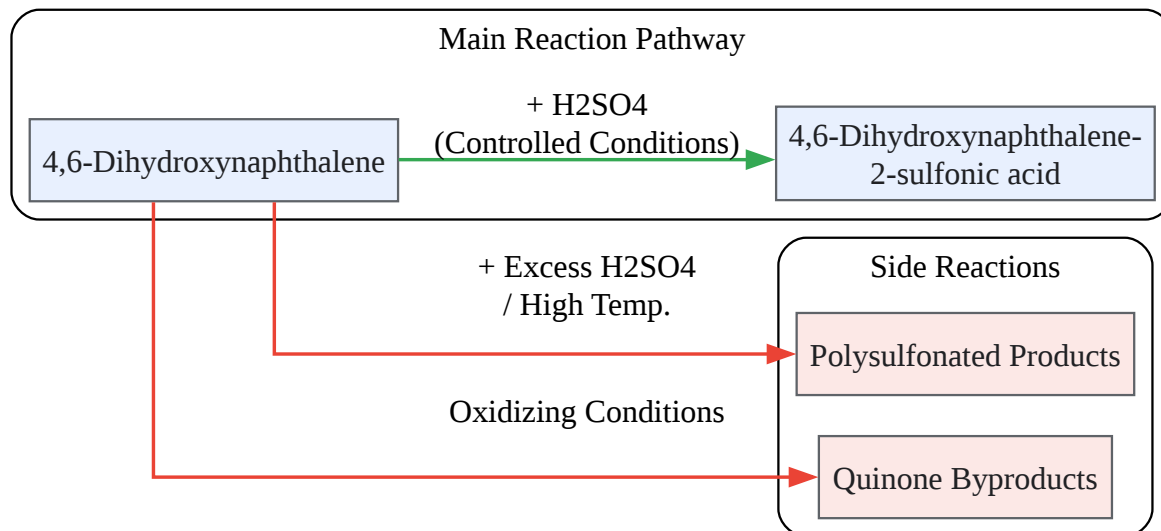 Main Reaction Pathway
+ H2SO4
(Controlled Conditions)
4,6-Dihydroxynaphthalene
4,6-Dihydroxynaphthalene-
2-sulfonic acid
+ Excess H2SO4
/ High Temp.
Side Reactions
Polysulfonated Products
Oxidizing Conditions
Quinone Byproducts